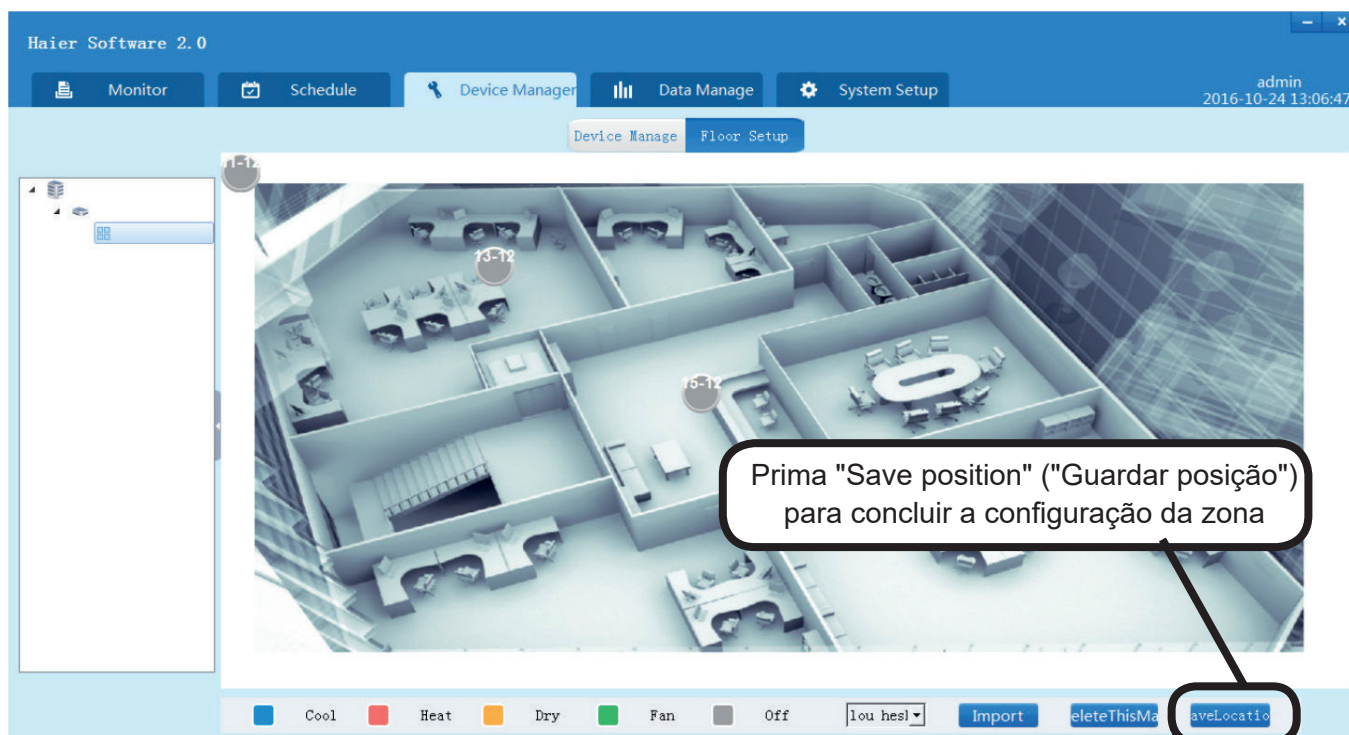 Haier Software 2.0
Monitor
Schedule
Device Manager
Data Manage
System Setup
admin
2016-10-24 13:06:47
Device Manage
Floor Setup
11-12
13-12
15-12
Prima "Save position" ("Guardar posição")
para concluir a configuração da zona
Cool
Heat
Dry
Fan
Off
lou hesl
Import
eleteThisMa
aveLocatio